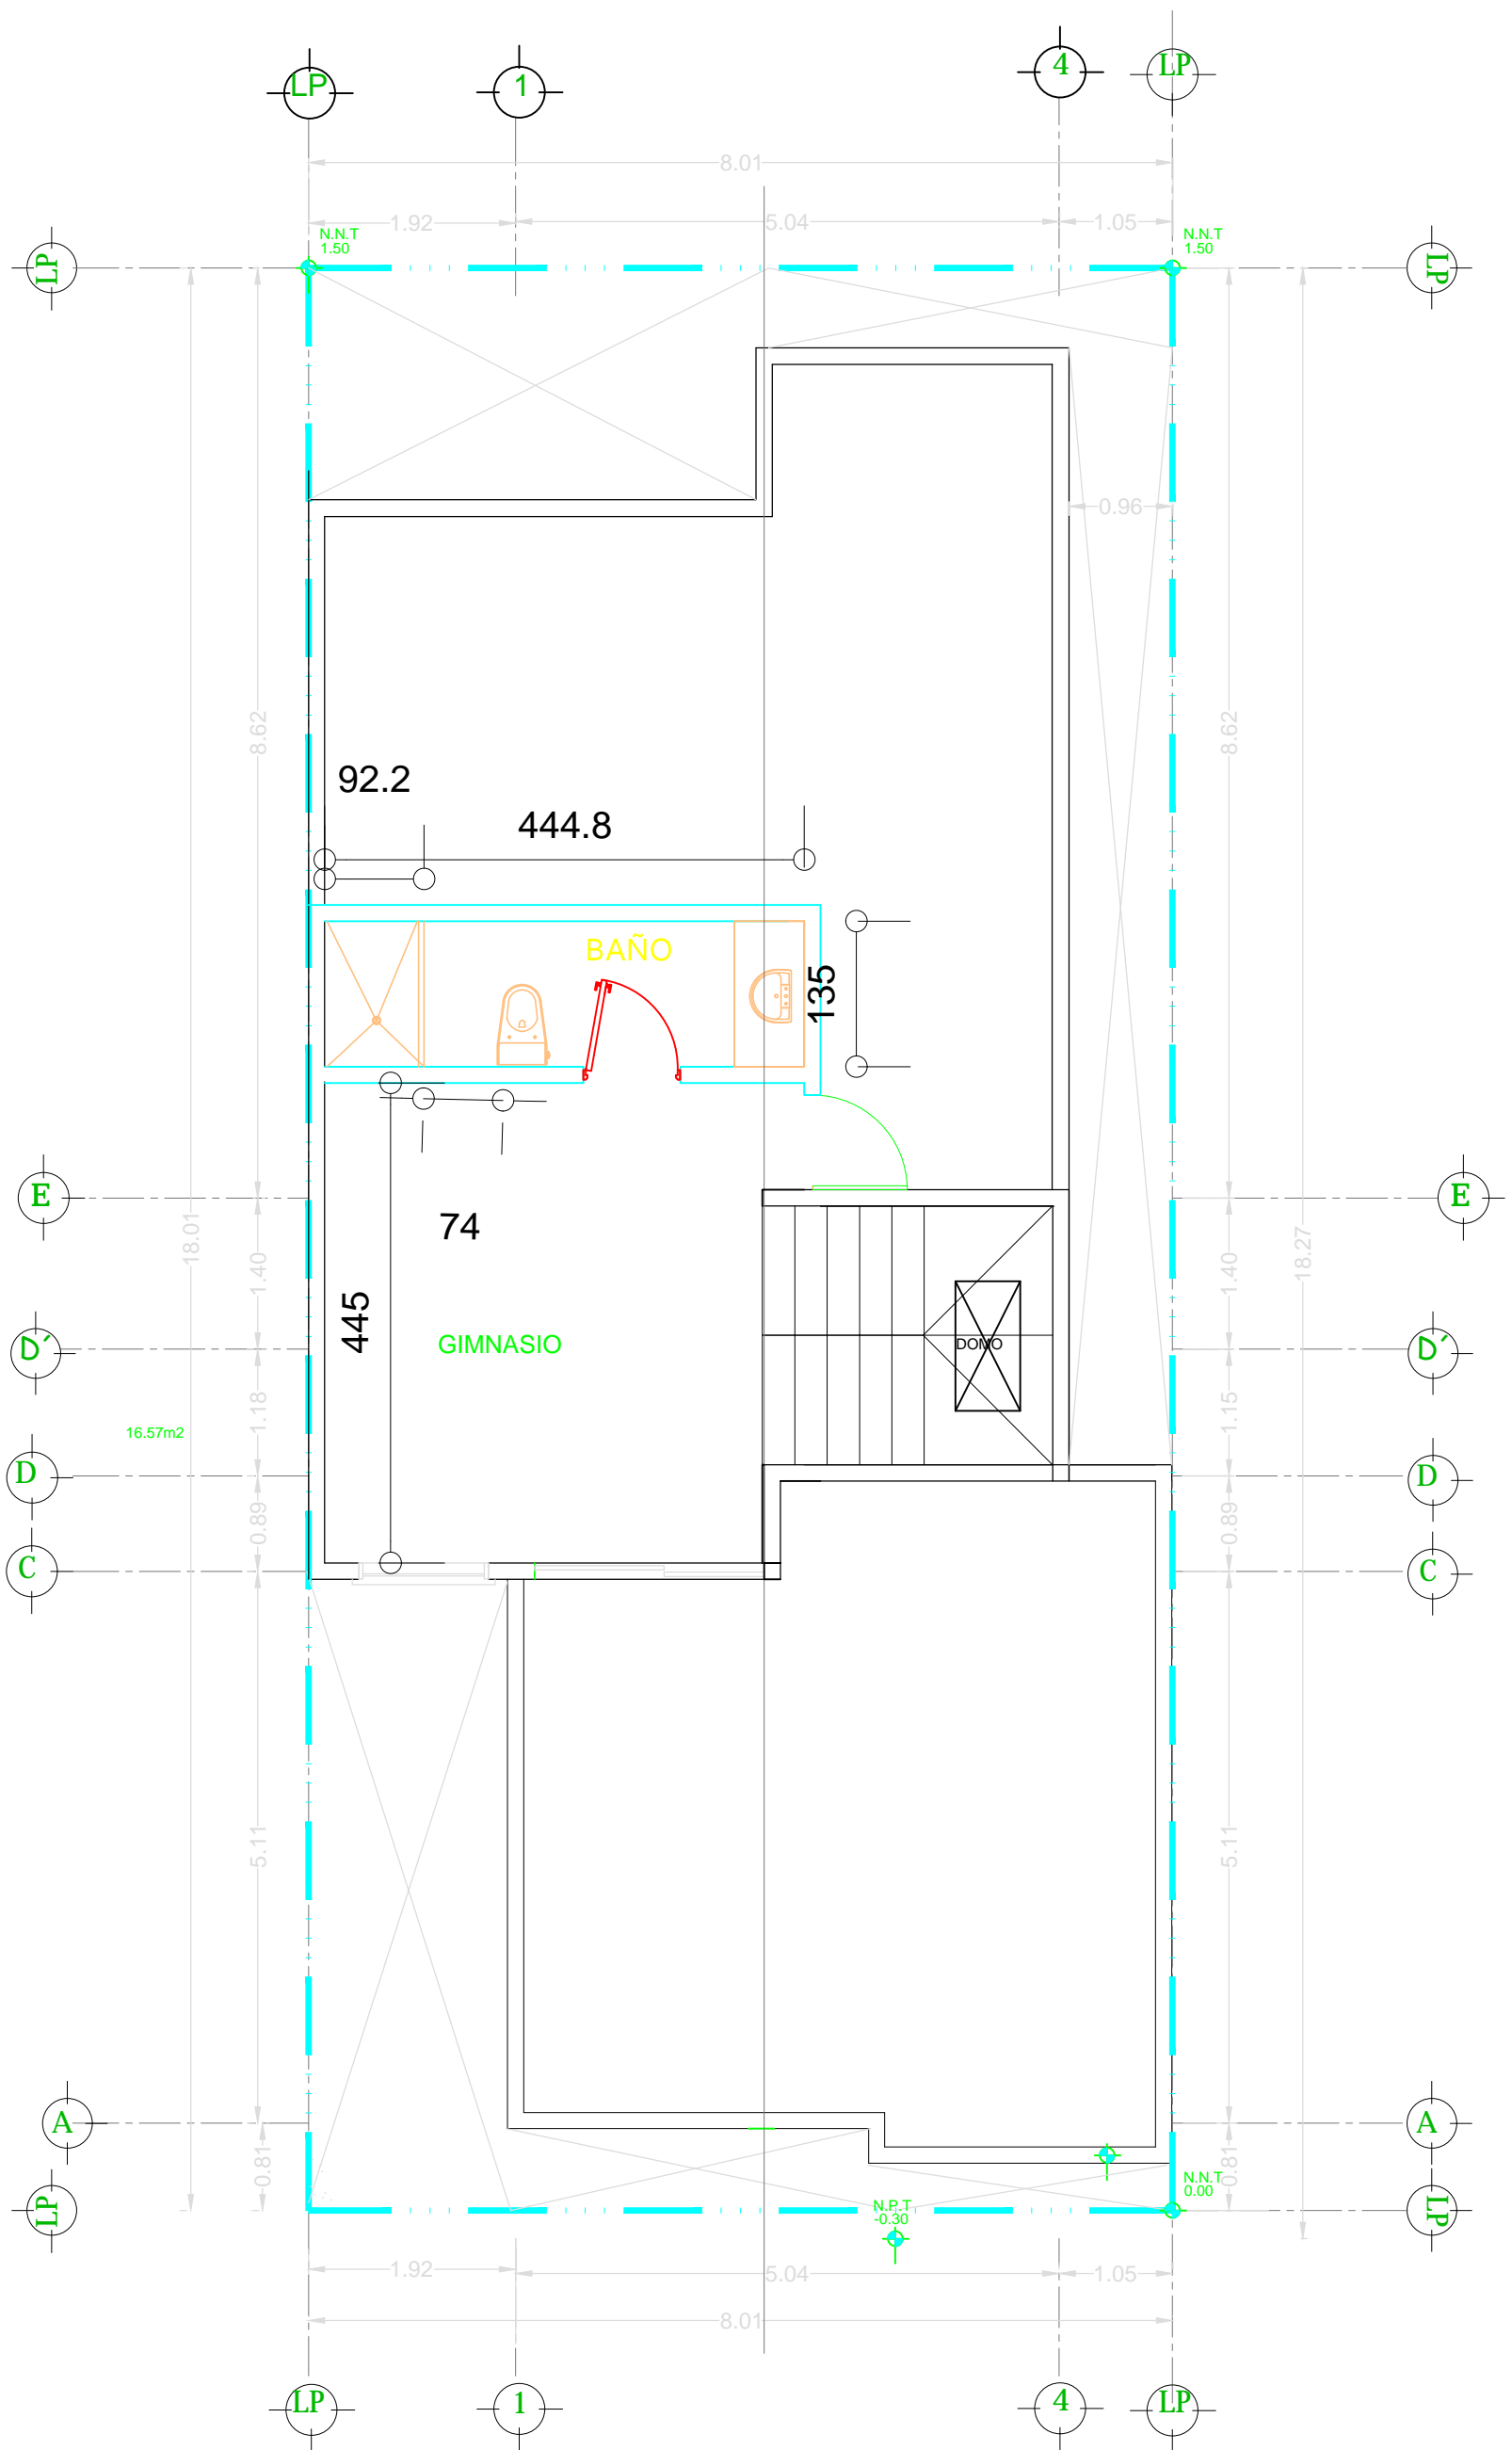 LP
1
4
LP
8.01
1.92
5.04
1.05
N.N.T
1.50
N.N.T
1.50
LP
LP
0.96
8.62
8.62
92.2
444.8
BAÑO
135
E
E
74
18.01
1.40
445
1.40
18.27
D´
GIMNASIO
DOMO
D´
1.18
1.15
16.57m2
D
D
0.89
0.89
C
C
5.11
5.11
A
A
0.81
0.81
N.N.T
0.00
LP
LP
N.P.T
-0.30
1.92
5.04
1.05
8.01
LP
1
4
LP